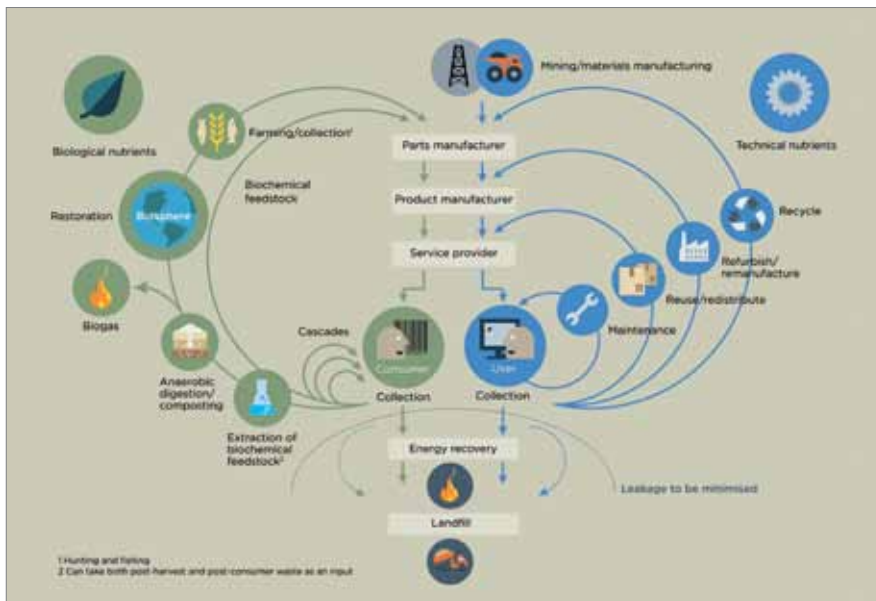 Mining/materials manufacturing
Biological nutrients
Farming/collection¹
Parts manufacturer
Technical nutrients
Biochemical
feedstock
Product manufacturer
Restoration
Biosphere
Recycle
Service provider
Refurbish/
remanufacture
Reuse/redistribute
Biogas
Cascades
Maintenance
Consumer
User
Anaerobic
digestion/
composting
Collection
Collection
Extraction of
biochemical
feedstock²
Energy recovery
Leakage to be minimised
Landfill
1 Hunting and fishing
2 Can take both post-harvest and post-consumer waste as an input